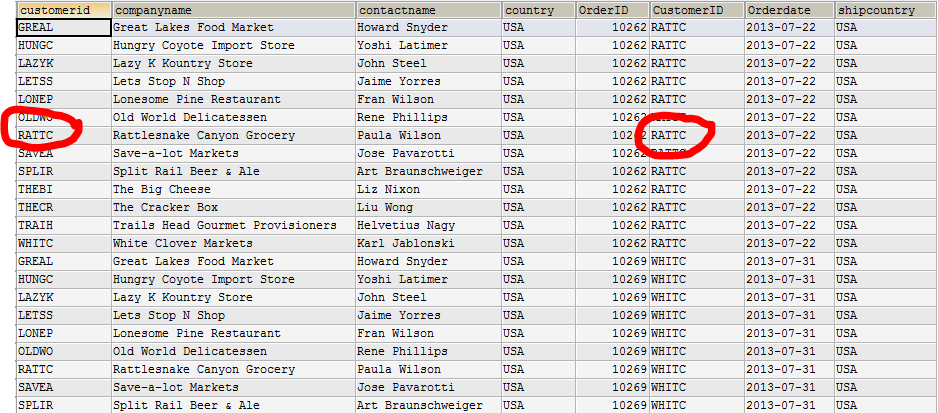 customerid companyname contactname country OrderID CustomerID Orderdate shipcountry
GREAL Great Lakes Food Market Howard Snyder USA 10262 RATTC 2013-07-22 USA
HUNGC Hungry Coyote Import Store Yoshi Latimer USA 10262 RATTC 2013-07-22 USA
LAZYK Lazy K Kountry Store John Steel USA 10262 RATTC 2013-07-22 USA
LETSS Lets Stop N Shop Jaime Yorres USA 10262 RATTC 2013-07-22 USA
LONEP Lonesome Pine Restaurant Fran Wilson USA 10262 RATTC 2013-07-22 USA
OLDWO Old World Delicatessen Rene Phillips USA 10262 RATTC 2013-07-22 USA
RATTC Rattlesnake Canyon Grocery Paula Wilson USA 10262 RATTC 2013-07-22 USA
SAVEA Save-a-lot Markets Jose Pavarotti USA 10262 RATTC 2013-07-22 USA
SPLIR Split Rail Beer & Ale Art Braunschweiger USA 10262 RATTC 2013-07-22 USA
THEBI The Big Cheese Liz Nixon USA 10262 RATTC 2013-07-22 USA
THECR The Cracker Box Liu Wong USA 10262 RATTC 2013-07-22 USA
TRAIH Trails Head Gourmet Provisioners Helvetius Nagy USA 10262 RATTC 2013-07-22 USA
WHITC White Clover Markets Karl Jablonski USA 10262 RATTC 2013-07-22 USA
GREAL Great Lakes Food Market Howard Snyder USA 10269 WHITC 2013-07-31 USA
HUNGC Hungry Coyote Import Store Yoshi Latimer USA 10269 WHITC 2013-07-31 USA
LAZYK Lazy K Kountry Store John Steel USA 10269 WHITC 2013-07-31 USA
LETSS Lets Stop N Shop Jaime Yorres USA 10269 WHITC 2013-07-31 USA
LONEP Lonesome Pine Restaurant Fran Wilson USA 10269 WHITC 2013-07-31 USA
OLDWO Old World Delicatessen Rene Phillips USA 10269 WHITC 2013-07-31 USA
RATTC Rattlesnake Canyon Grocery Paula Wilson USA 10269 WHITC 2013-07-31 USA
SAVEA Save-a-lot Markets Jose Pavarotti USA 10269 WHITC 2013-07-31 USA
SPLIR Split Rail Beer & Ale Art Braunschweiger USA 10269 WHITC 2013-07-31 USA